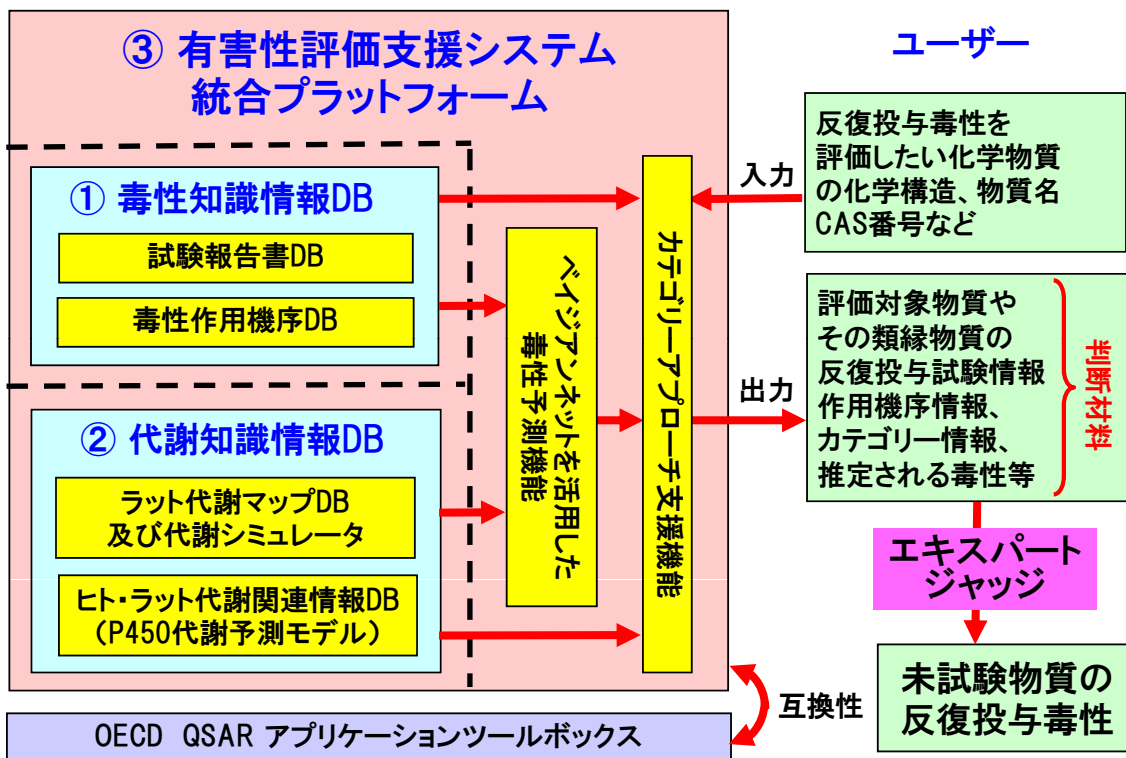 ③ 有害性評価支援システム
統合プラットフォーム
① 毒性知識情報DB
試験報告書DB
毒性作用機序DB
② 代謝知識情報DB
ラット代謝マップDB
及び代謝シミュレータ
ヒト・ラット代謝関連情報DB
（P450代謝予測モデル）
ベイジアンネットを活用した
毒性予測機能
カテゴリーアプローチ支援機能
OECD QSAR アプリケーションツールボックス
互換性
入力
出力
ユーザー
反復投与毒性を
評価したい化学物質
の化学構造、物質名
CAS番号など
評価対象物質や
その類縁物質の
反復投与試験情報
作用機序情報、
カテゴリー情報、
推定される毒性等
判断材料
エキスパート
ジャッジ
未試験物質の
反復投与毒性